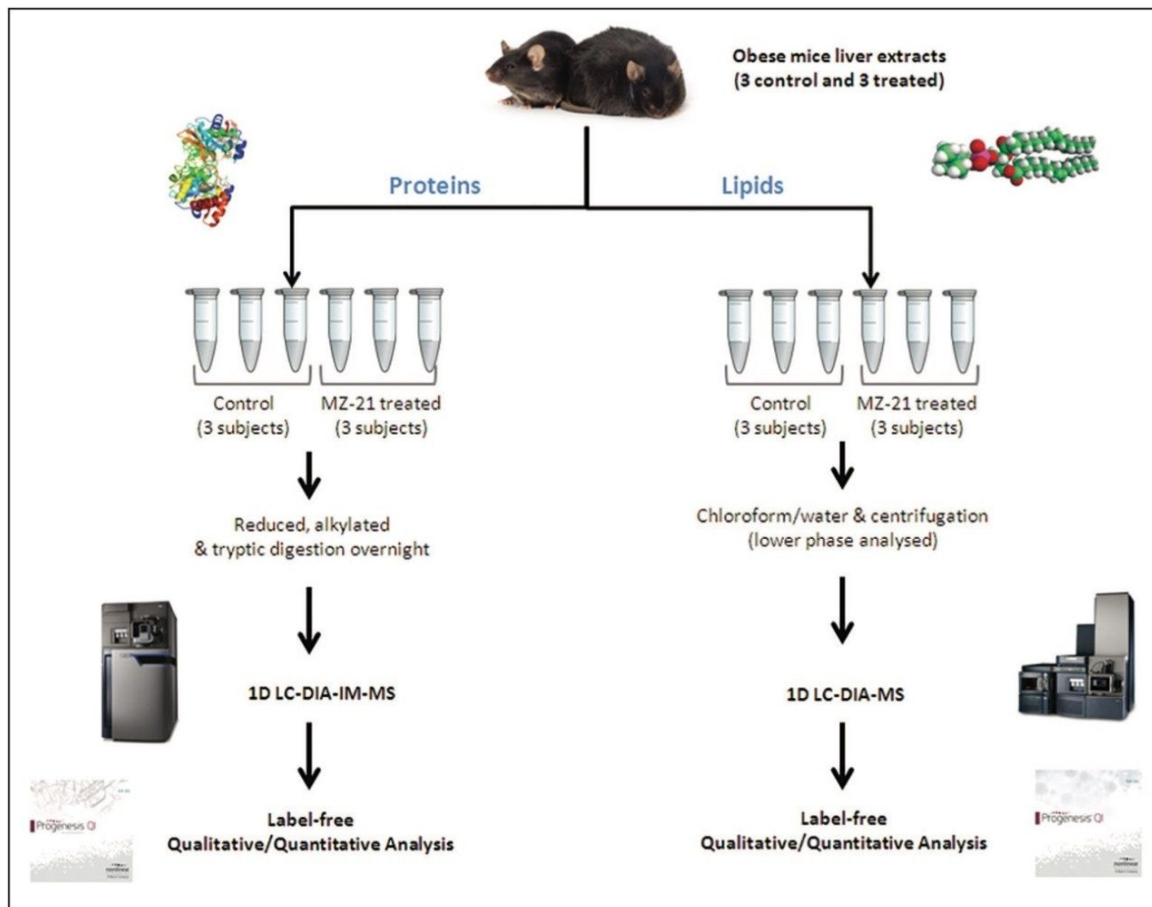 Obese mice liver extracts
(3 control and 3 treated)
Proteins
Lipids
Control
(3 subjects)
MZ-21 treated
(3 subjects)
Control
(3 subjects)
MZ-21 treated
(3 subjects)
Reduced, alkylated
& tryptic digestion overnight
Chloroform/water & centrifugation
(lower phase analysed)
1D LC-DIA-IM-MS
1D LC-DIA-MS
Label-free
Qualitative/Quantitative Analysis
Label-free
Qualitative/Quantitative Analysis
Progenesis QI
nonlinear
Progenesis QI
nonlinear